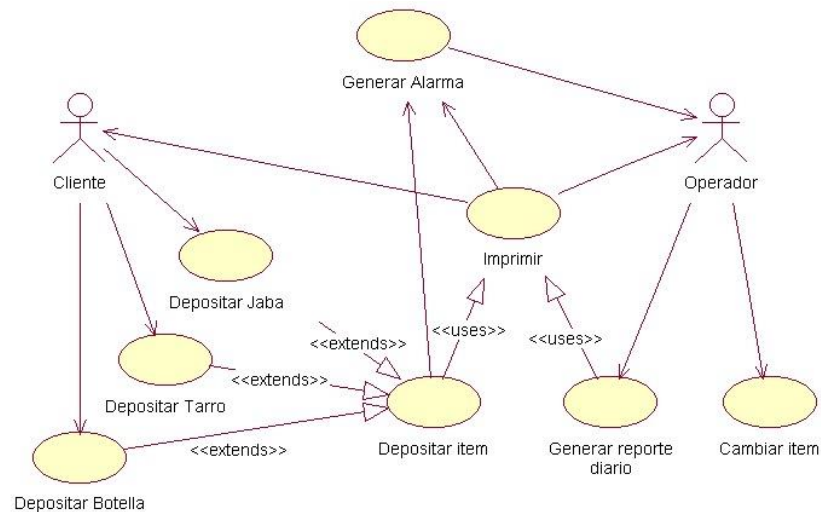 Generar Alarma
Cliente
Operador
Imprimir
Depositar Jaba
<<extends>>
<<uses>>
<<uses>>
<<extends>>
Depositar Tarro
<<extends>>
Depositar item
Generar reporte
diario
Cambiar item
Depositar Botella